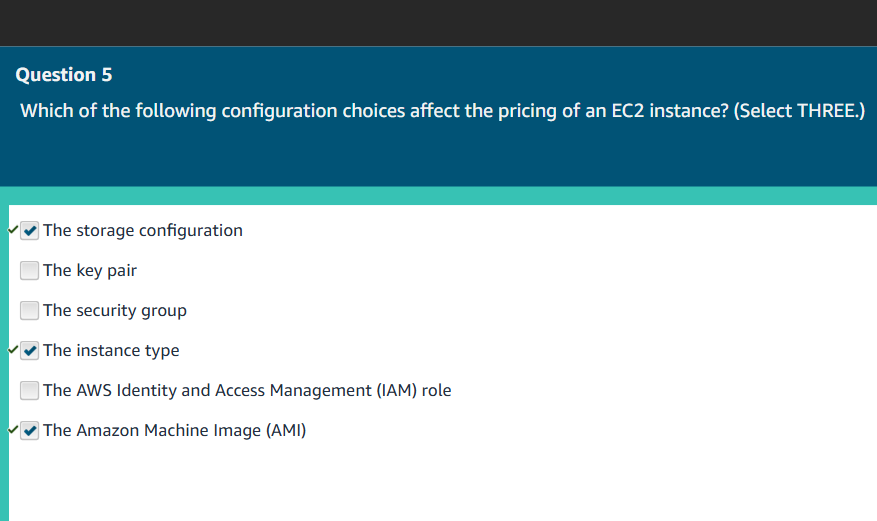 Question 5
Which of the following configuration choices affect the pricing of an EC2 instance? (Select THREE.)
The storage configuration
The key pair
The security group
The instance type
The AWS Identity and Access Management (IAM) role
The Amazon Machine Image (AMI)